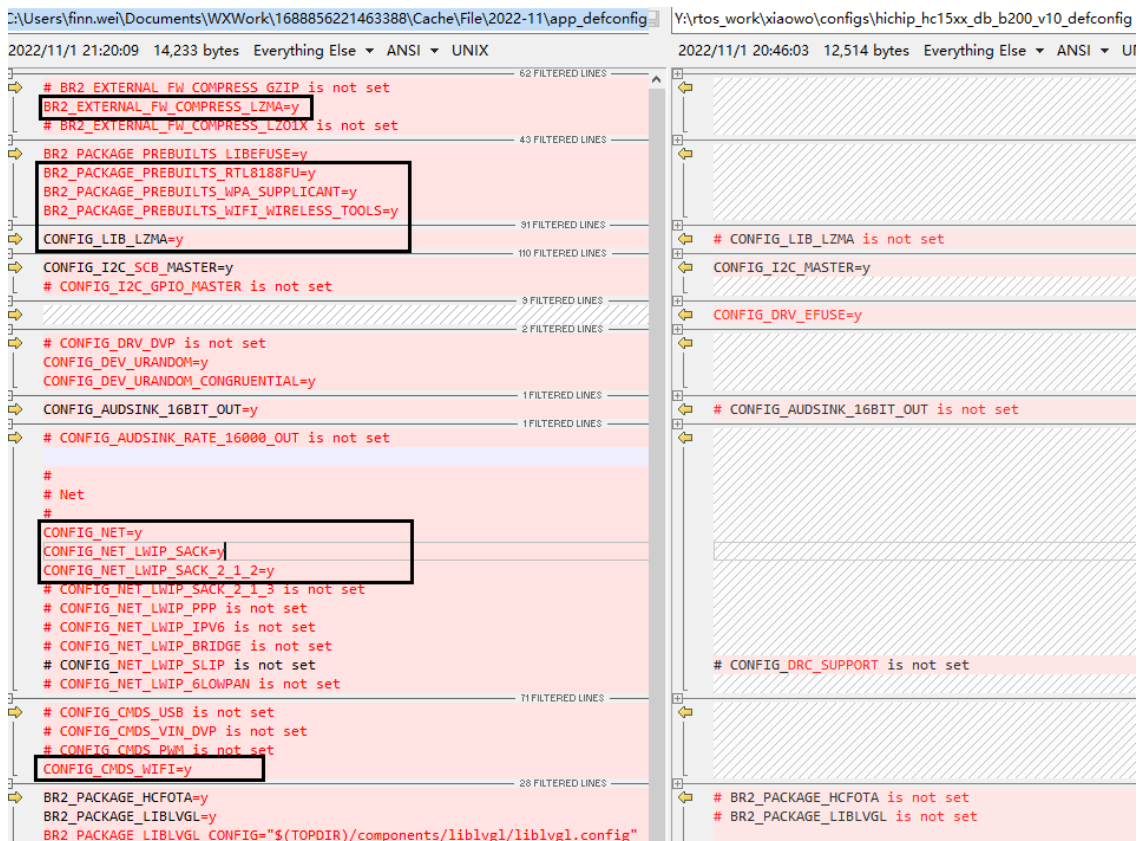 C:\Users\finn.wei\Documents\WXWork\1688856221463388\Cache\File\2022-11\app_defconfig
Y:\rtos_work\xiaowo\configs\hichip_hc15xx_db_b200_v10_defconfig
2022/11/1 21:20:09 14,233 bytes Everything Else ANSI UNIX
2022/11/1 20:46:03 12,514 bytes Everything Else ANSI
62 FILTERED LINES
# BR2_EXTERNAL_FW_COMPRESS_GZIP is not set
BR2_EXTERNAL_FW_COMPRESS_LZMA=y
# BR2_EXTERNAL_FW_COMPRESS_LZO1X is not set
43 FILTERED LINES
BR2_PACKAGE_PREBUILTS_LIBEFUSE=y
BR2_PACKAGE_PREBUILTS_RTL8188FU=y
BR2_PACKAGE_PREBUILTS_WPA_SUPPLICANT=y
BR2_PACKAGE_PREBUILTS_WIFI_WIRELESS_TOOLS=y
91 FILTERED LINES
CONFIG_LIB_LZMA=y
# CONFIG_LIB_LZMA is not set
110 FILTERED LINES
CONFIG_I2C_SCB_MASTER=y
CONFIG_I2C_MASTER=y
# CONFIG_I2C_GPIO_MASTER is not set
9 FILTERED LINES
CONFIG_DRV_EFUSE=y
2 FILTERED LINES
# CONFIG_DRV_DVP is not set
CONFIG_DEV_URANDOM=y
CONFIG_DEV_URANDOM_CONGRUENTIAL=y
1 FILTERED LINES
CONFIG_AUDSINK_16BIT_OUT=y
# CONFIG_AUDSINK_16BIT_OUT is not set
1 FILTERED LINES
# CONFIG_AUDSINK_RATE_16000_OUT is not set
#
# Net
#
CONFIG_NET=y
CONFIG_NET_LWIP_SACK=y
CONFIG_NET_LWIP_SACK_2_1_2=y
# CONFIG_NET_LWIP_SACK_2_1_3 is not set
# CONFIG_NET_LWIP_PPP is not set
# CONFIG_NET_LWIP_IPV6 is not set
# CONFIG_NET_LWIP_BRIDGE is not set
# CONFIG_NET_LWIP_SLIP is not set
# CONFIG_DRC_SUPPORT is not set
# CONFIG_NET_LWIP_6LOWPAN is not set
71 FILTERED LINES
# CONFIG_CMDS_USB is not set
# CONFIG_CMDS_VIN_DVP is not set
# CONFIG_CMDS_PWM is not set
CONFIG_CMDS_WIFI=y
28 FILTERED LINES
BR2_PACKAGE_HCFOTA=y
# BR2_PACKAGE_HCFOTA is not set
BR2_PACKAGE_LIBLVGL=y
# BR2_PACKAGE_LIBLVGL is not set
BR2_PACKAGE_LIBLVGL_CONFIG="$(TOPDIR)/components/liblvgl/liblvgl.config"